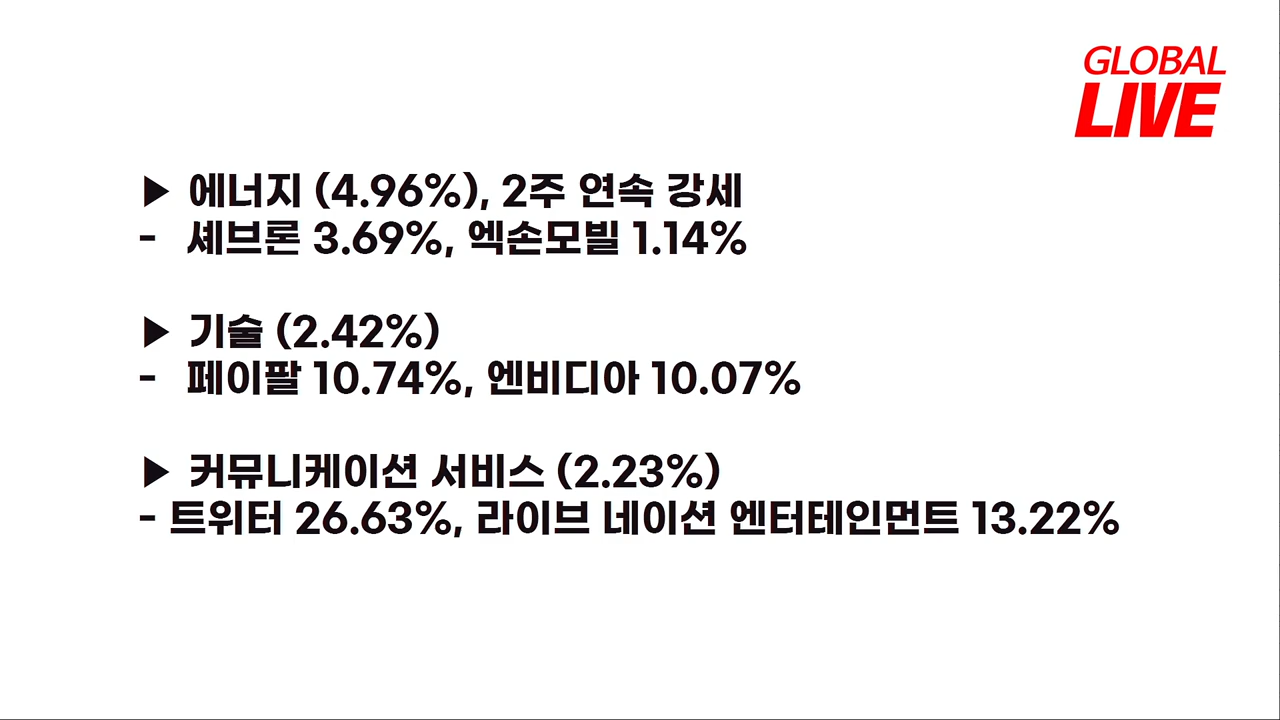 GLOBAL
LIVE
▶ 에너지 (4.96%), 2주 연속 강세
- 셰브론 3.69%, 엑손모빌 1.14%
▶ 기술 (2.42%)
- 페이팔 10.74%, 엔비디아 10.07%
▶ 커뮤니케이션 서비스 (2.23%)
- 트위터 26.63%, 라이브 네이션 엔터테인먼트 13.22%